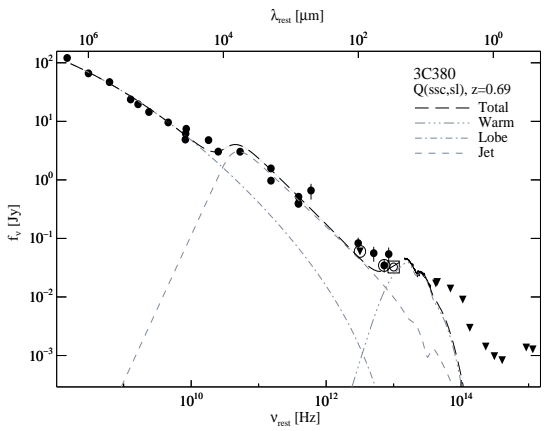 λrest [μm]
10⁶ 10⁴ 10² 10⁰
3C380
Q(ssc,sl), z=0.69
Total
Warm
Lobe
Jet
10²
10¹
10⁰
10⁻¹
10⁻²
10⁻³
fν [Jy]
10¹⁰ 10¹² 10¹⁴
νrest [Hz]